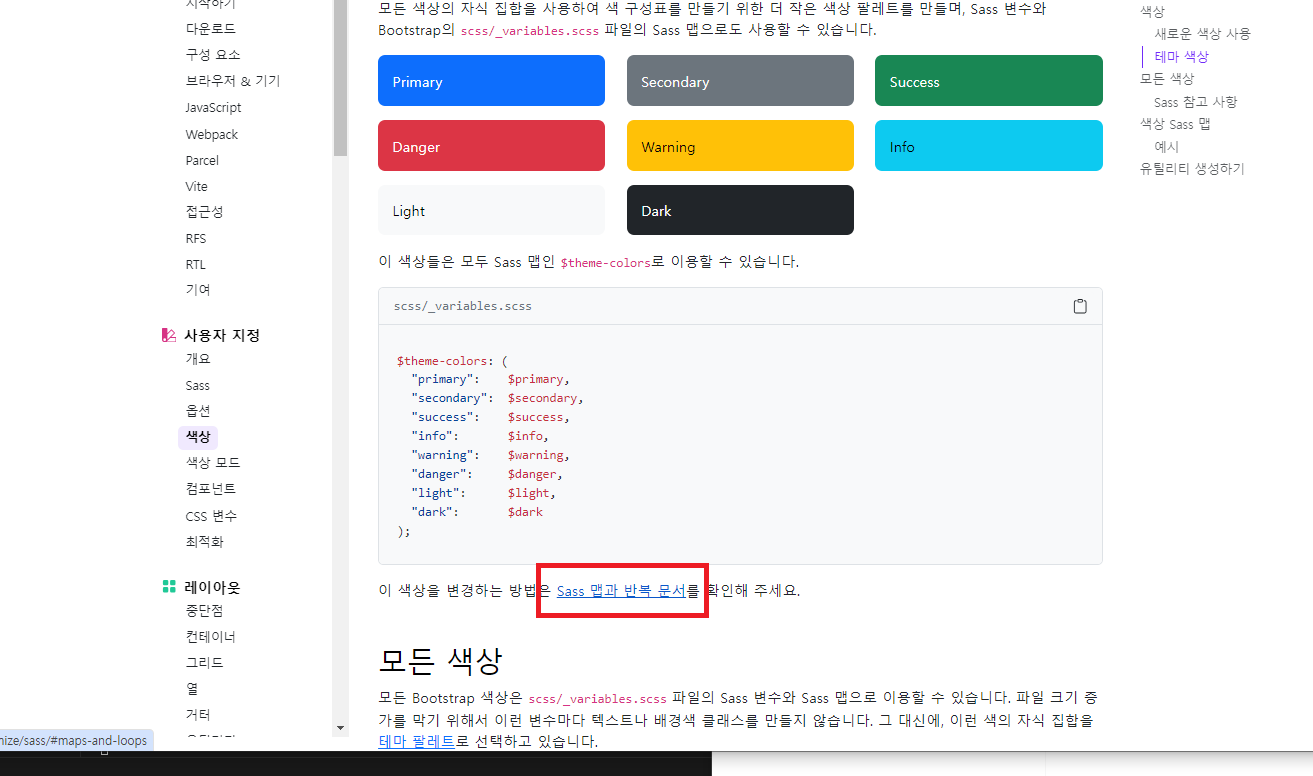 시작하기
다운로드
구성 요소
브라우저 & 기기
JavaScript
Webpack
Parcel
Vite
접근성
RFS
RTL
기여
사용자 지정
개요
Sass
옵션
색상
색상 모드
컴포넌트
CSS 변수
최적화
레이아웃
중단점
컨테이너
그리드
열
거터
nize/sass/#maps-and-loops
모든 색상의 자식 집합을 사용하여 색 구성표를 만들기 위한 더 작은 색상 팔레트를 만들며, Sass 변수와
Bootstrap의 scss/_variables.scss 파일의 Sass 맵으로도 사용할 수 있습니다.
Primary
Secondary
Success
Danger
Warning
Info
Light
Dark
이 색상들은 모두 Sass 맵인 $theme-colors로 이용할 수 있습니다.
scss/_variables.scss
$theme-colors: (
"primary": $primary,
"secondary": $secondary,
"success": $success,
"info": $info,
"warning": $warning,
"danger": $danger,
"light": $light,
"dark": $dark
);
이 색상을 변경하는 방법은 Sass 맵과 반복 문서를 확인해 주세요.
모든 색상
모든 Bootstrap 색상은 scss/_variables.scss 파일의 Sass 변수와 Sass 맵으로 이용할 수 있습니다. 파일 크기 증
가를 막기 위해서 이런 변수마다 텍스트나 배경색 클래스를 만들지 않습니다. 그 대신에, 이런 색의 자식 집합을
테마 팔레트로 선택하고 있습니다.
색상
새로운 색상 사용
테마 색상
모든 색상
Sass 참고 사항
색상 Sass 맵
예시
유틸리티 생성하기